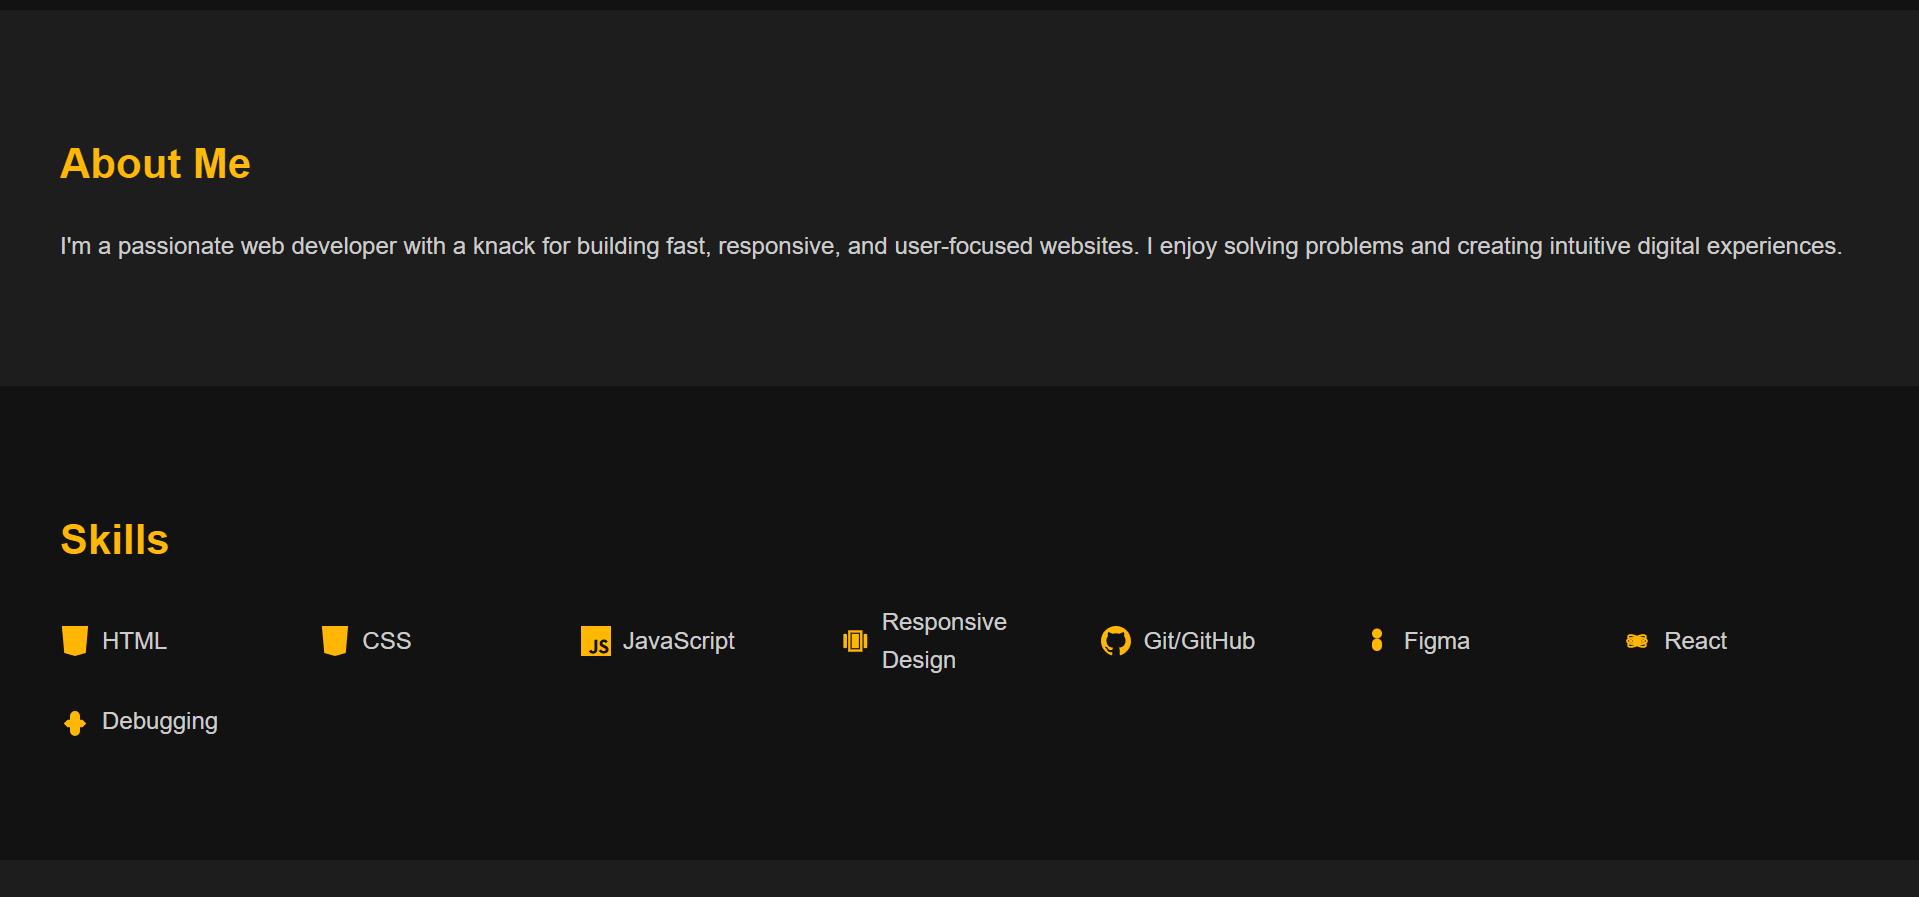 About Me
I'm a passionate web developer with a knack for building fast, responsive, and user-focused websites. I enjoy solving problems and creating intuitive digital experiences.
Skills
HTML
CSS
JS JavaScript
Responsive
Design
Git/GitHub
Figma
React
Debugging